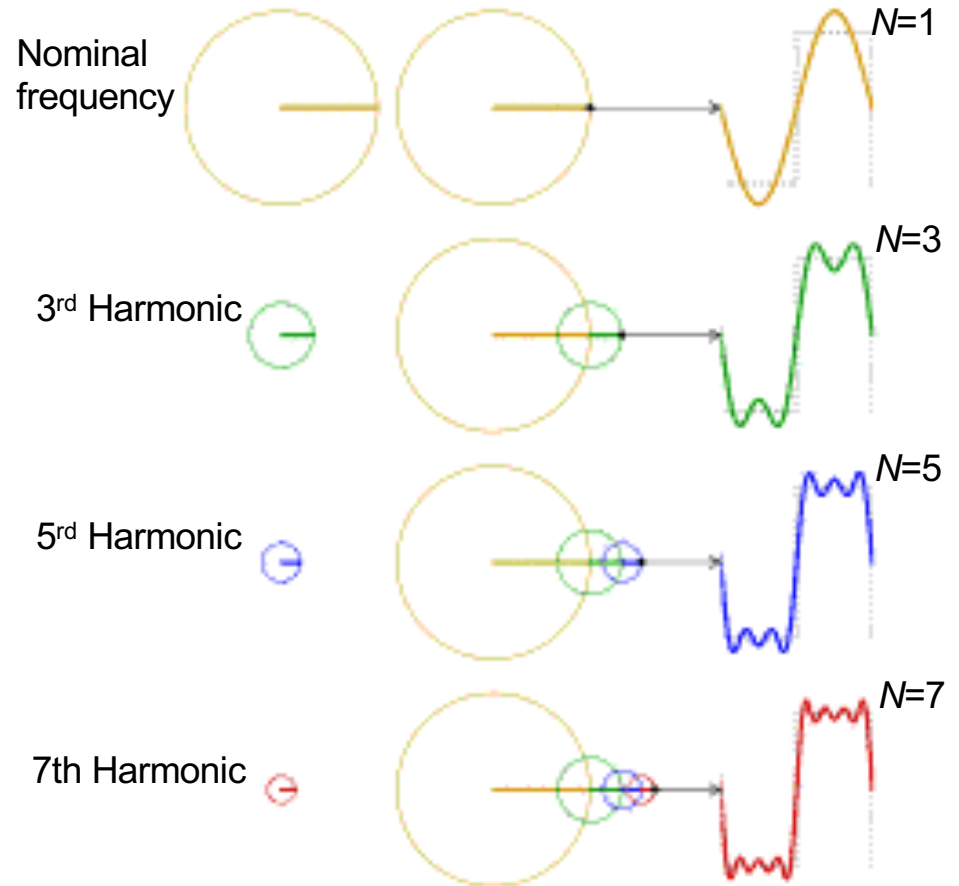 Nominal
frequency
N=1
3rd Harmonic
N=3
5rd Harmonic
N=5
7th Harmonic
N=7